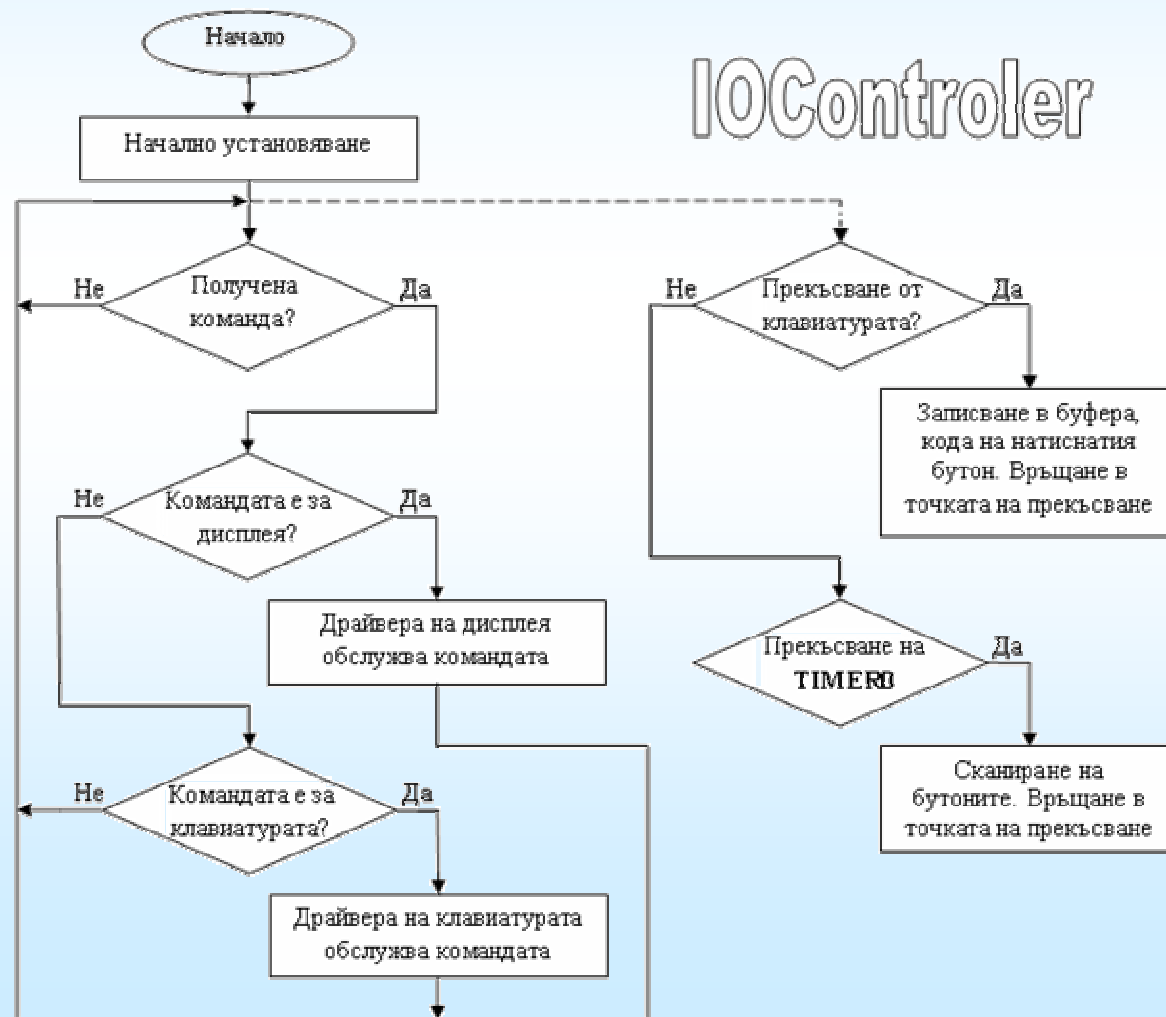 Начало
IOControler
Начално установяване
Не
Получена
команда?
Да
Не
Прекъсване от
клавиатурата?
Да
Записване в буфера,
кода на натиснатия
бутон. Връщане в
точката на прекъсване
Не
Командата е за
дисплея?
Да
Драйвера на дисплея
обслужва командата
Прекъсване на
Да
Сканиране на
бутоните. Връщане в
точката на прекъсване
Не
Командата е за
клавиатурата?
Да
Драйвера на клавиатурата
обслужва командата